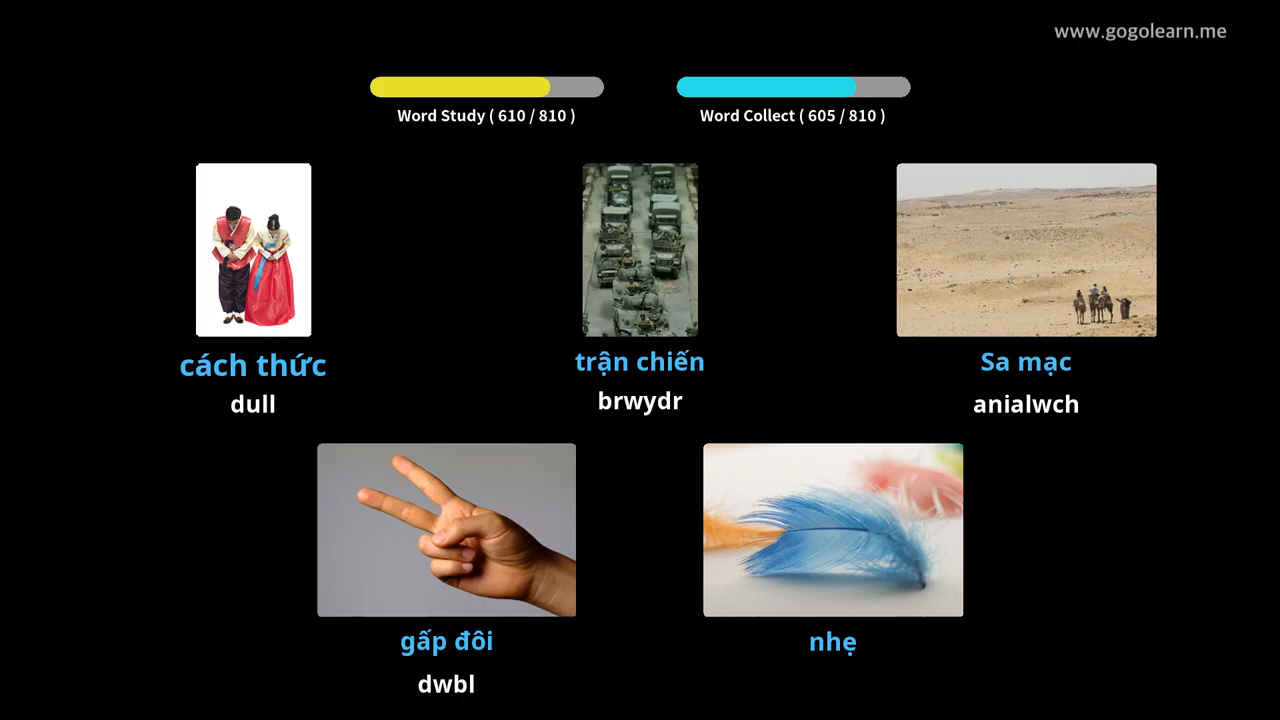 www.gogolearn.me
Word Study ( 610 / 810 )
Word Collect ( 605 / 810 )
cách thức
dull
trận chiến
brwydr
Sa mạc
anialwch
gấp đôi
dwbl
nhẹ